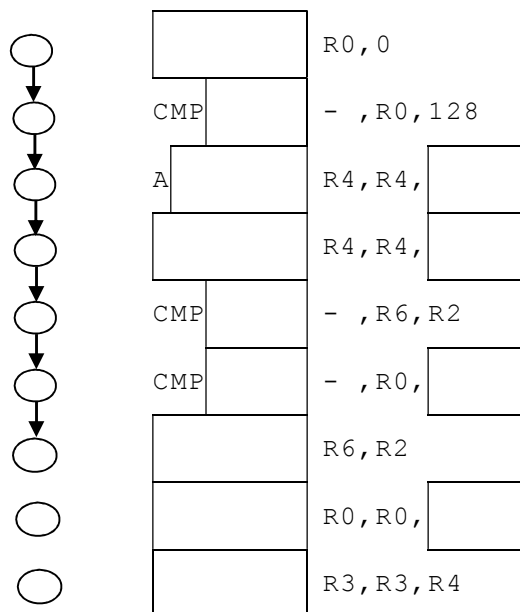 R0,0
CMP - ,R0,128
A R4,R4,
R4,R4,
CMP - ,R6,R2
CMP - ,R0,
R6,R2
R0,R0,
R3,R3,R4